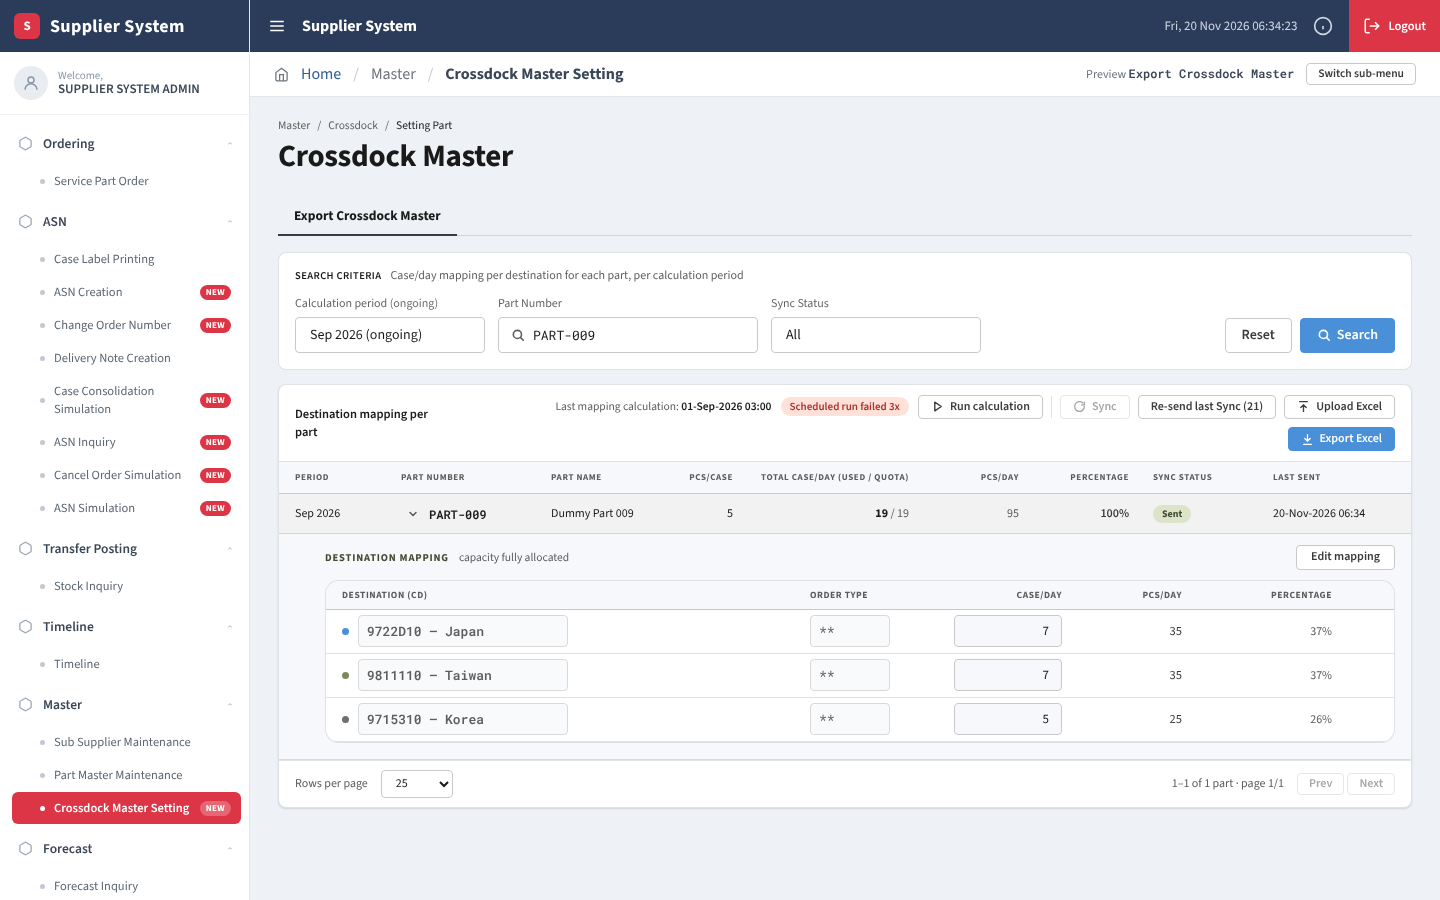 S Supplier System
Supplier System
Fri, 20 Nov 2026 06:34:23
Logout
Welcome,
SUPPLIER SYSTEM ADMIN
Home / Master / Crossdock Master Setting
Preview Export Crossdock Master
Switch sub-menu
Ordering
Service Part Order
ASN
Case Label Printing
ASN Creation NEW
Change Order Number NEW
Delivery Note Creation
Case Consolidation
Simulation NEW
ASN Inquiry NEW
Cancel Order Simulation NEW
ASN Simulation NEW
Transfer Posting
Stock Inquiry
Timeline
Timeline
Master
Sub Supplier Maintenance
Part Master Maintenance
Crossdock Master Setting NEW
Forecast
Forecast Inquiry
Master / Crossdock / Setting Part
Crossdock Master
Export Crossdock Master
SEARCH CRITERIA Case/day mapping per destination for each part, per calculation period
Calculation period (ongoing) Part Number Sync Status
Sep 2026 (ongoing) PART-009 All Reset Search
Destination mapping per
part
Last mapping calculation: 01-Sep-2026 03:00 Scheduled run failed 3x Run calculation Sync Re-send last Sync (21) Upload Excel
Export Excel
PERIOD PART NUMBER PART NAME PCS/CASE TOTAL CASE/DAY (USED / QUOTA) PCS/DAY PERCENTAGE SYNC STATUS LAST SENT
Sep 2026 PART-009 Dummy Part 009 5 19 / 19 95 100% Sent 20-Nov-2026 06:34
DESTINATION MAPPING capacity fully allocated Edit mapping
DESTINATION (CD) ORDER TYPE CASE/DAY PCS/DAY PERCENTAGE
9722D10 — Japan ** 7 35 37%
9811110 — Taiwan ** 7 35 37%
9715310 — Korea ** 5 25 26%
Rows per page 25 1–1 of 1 part · page 1/1 Prev Next